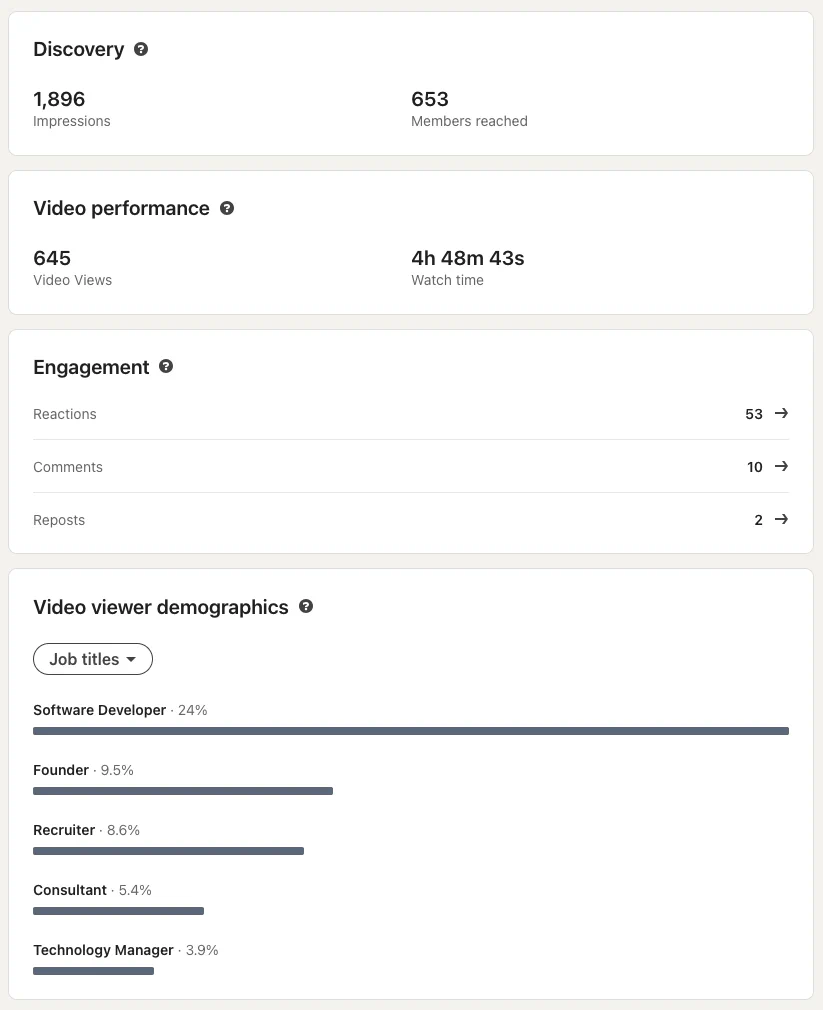 Discovery ?
1,896 653
Impressions Members reached
Video performance ?
645 4h 48m 43s
Video Views Watch time
Engagement ?
Reactions 53 →
Comments 10 →
Reposts 2 →
Video viewer demographics ?
Job titles
Software Developer · 24%
Founder · 9.5%
Recruiter · 8.6%
Consultant · 5.4%
Technology Manager · 3.9%